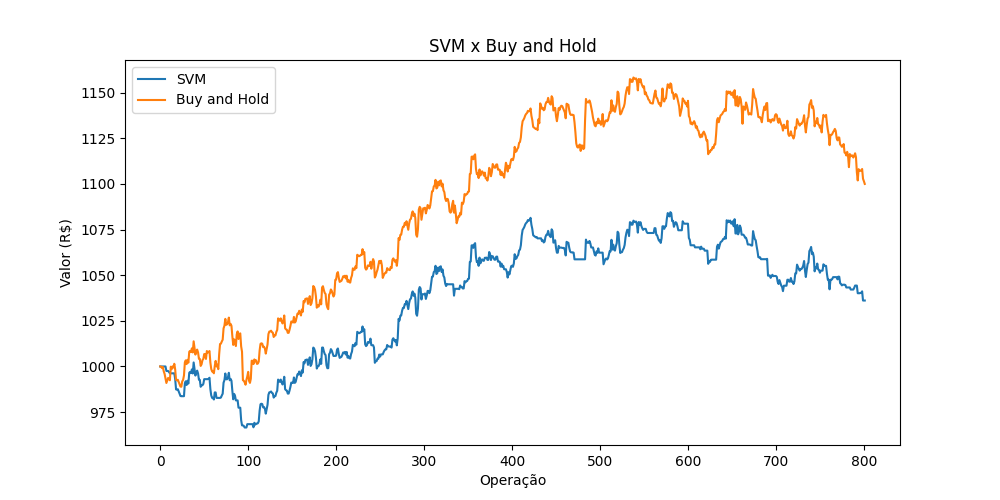 SVM x Buy and Hold
SVM
Buy and Hold
Valor (R$)
1150
1125
1100
1075
1050
1025
1000
975
0 100 200 300 400 500 600 700 800
Operação